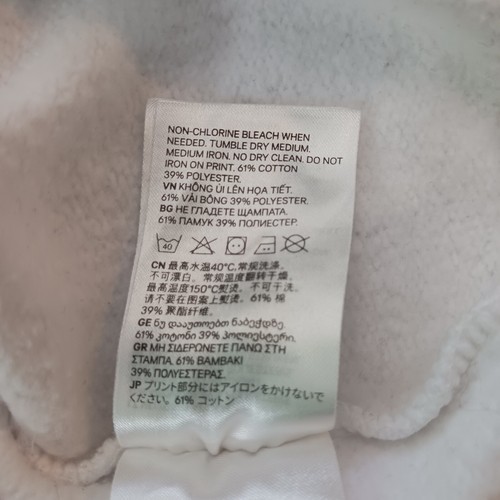 NON-CHLORINE BLEACH WHEN
NEEDED. TUMBLE DRY MEDIUM.
MEDIUM IRON. NO DRY CLEAN. DO NOT
IRON ON PRINT. 61% COTTON
39% POLYESTER.
VN KHÔNG ỦI LÊN HỌA TIẾT.
61% VẢI BÔNG 39% POLYESTER.
BG НЕ ГЛАДЕТЕ ЩАМПАТА.
61% ПАМУК 39% ПОЛИЕСТЕР.
40
CN 最高水温40°C,常规洗涤,
不可漂白。常规温度翻转干燥,
最高温度150°C熨烫。不可干洗。
请不要在图案上熨烫。61% 棉
39% 聚酯纤维。
GE ნუ დააუთოებთ ნაბეჭდზე.
61% კოტონი 39% პოლიესტერი.
GR ΜΗ ΣΙΔΕΡΩΝΕΤΕ ΠΑΝΩ ΣΤΗ
ΣΤΑΜΠΑ. 61% ΒΑΜΒΑΚΙ
39% ΠΟΛΥΕΣΤΕΡΑΣ.
JP プリント部分にはアイロンをかけないで
ください。61% コットン